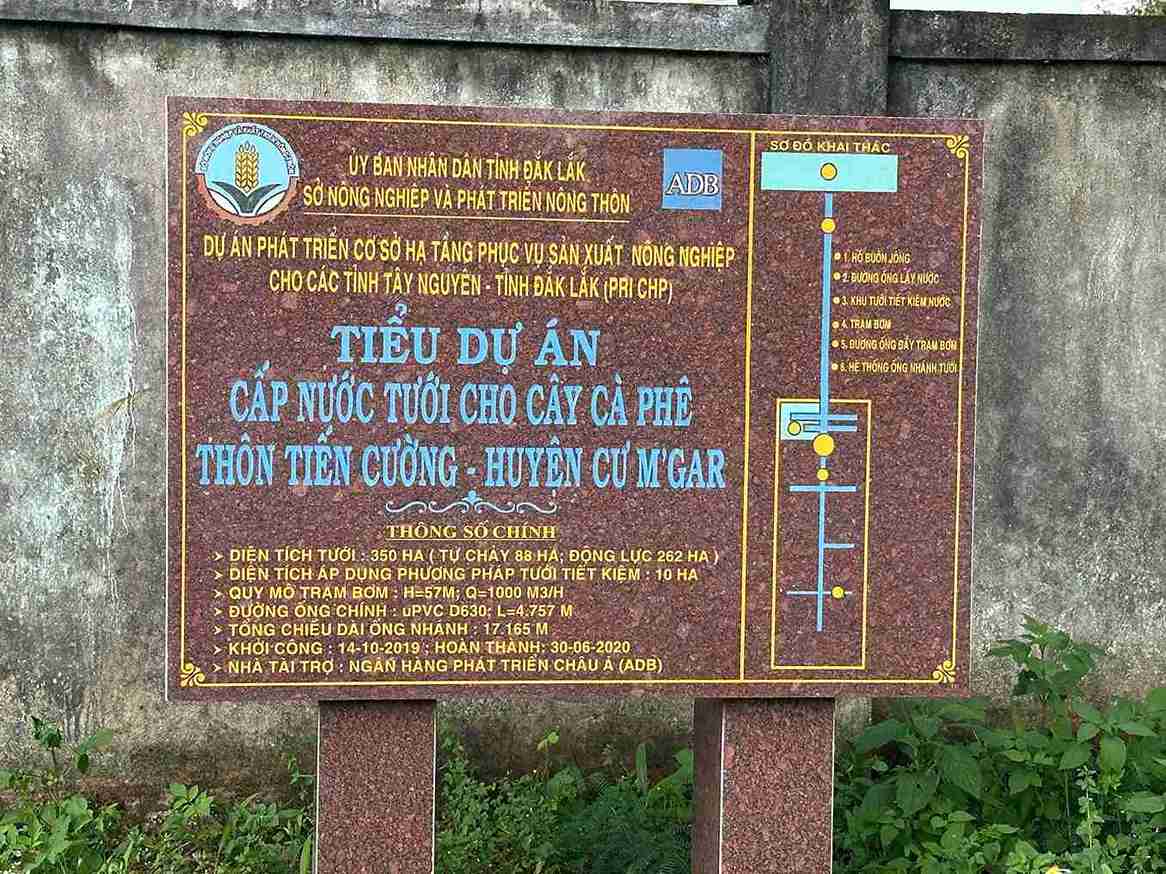 ỦY BAN NHÂN DÂN TỈNH ĐẮK LẮK
SỞ NÔNG NGHIỆP VÀ PHÁT TRIỂN NÔNG THÔN
ADB
DỰ ÁN PHÁT TRIỂN CƠ SỞ HẠ TẦNG PHỤC VỤ SẢN XUẤT NÔNG NGHIỆP
CHO CÁC TỈNH TÂY NGUYÊN - TỈNH ĐẮK LẮK (PRI CHP)
TIỂU DỰ ÁN
CẤP NƯỚC TƯỚI CHO CÂY CÀ PHÊ
THÔN TIẾN CƯỜNG - HUYỆN CƯ M'GAR
THÔNG SỐ CHÍNH
➢ DIỆN TÍCH TƯỚI : 350 HA ( TỰ CHẢY 88 HA; ĐỘNG LỰC 262 HA )
➢ DIỆN TÍCH ÁP DỤNG PHƯƠNG PHÁP TƯỚI TIẾT KIỆM : 10 HA
➢ QUY MÔ TRẠM BƠM : H=57M; Q=1000 M3/H
➢ ĐƯỜNG ỐNG CHÍNH : uPVC D630; L=4.757 M
➢ TỔNG CHIỀU DÀI ỐNG NHÁNH : 17.165 M
➢ KHỞI CÔNG : 14-10-2019 ; HOÀN THÀNH: 30-06-2020
➢ NHÀ TÀI TRỢ : NGÂN HÀNG PHÁT TRIỂN CHÂU Á (ADB)
SƠ ĐỒ KHAI THÁC
1. HỒ BUÔN JÔNG
2. ĐƯỜNG ỐNG LẤY NƯỚC
3. KHU TƯỚI TIẾT KIỆM NƯỚC
4. TRẠM BƠM
5. ĐƯỜNG ỐNG ĐẨY TRẠM BƠM
6. HỆ THỐNG ỐNG NHÁNH TƯỚI